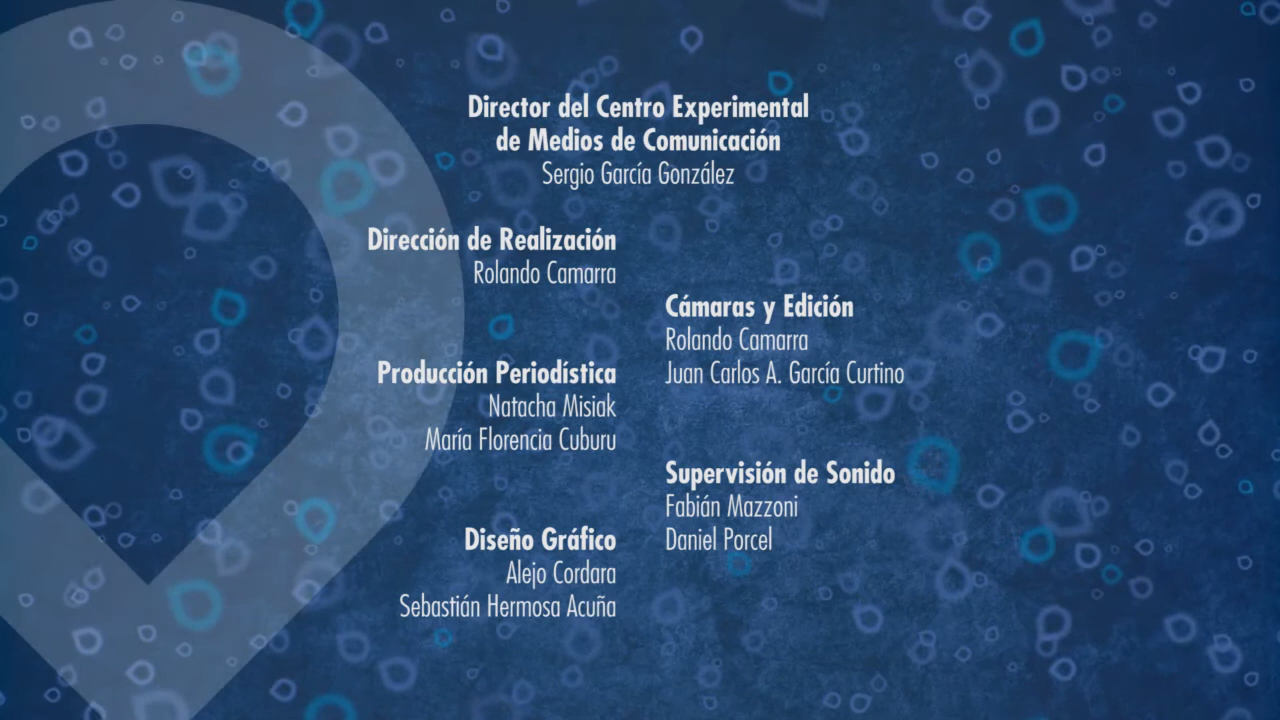 Director del Centro Experimental
de Medios de Comunicación
Sergio García González
Dirección de Realización
Rolando Camarra
Cámaras y Edición
Rolando Camarra
Juan Carlos A. García Curtino
Producción Periodística
Natacha Misiak
María Florencia Cuburu
Supervisión de Sonido
Fabián Mazzoni
Daniel Porcel
Diseño Gráfico
Alejo Cordara
Sebastián Hermosa Acuña